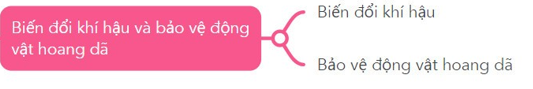 Biến đổi khí hậu và bảo vệ động
vật hoang dã
Biến đổi khí hậu
Bảo vệ động vật hoang dã